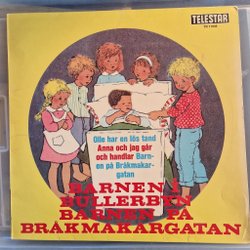 TELESTAR
Olle har en lös tand
Anna och jag går
och handlar Barn-
en på Bråkmakar-
gatan
BARNEN I
BULLERBYN
BARNEN PÅ
BRÅKMAKARGATAN